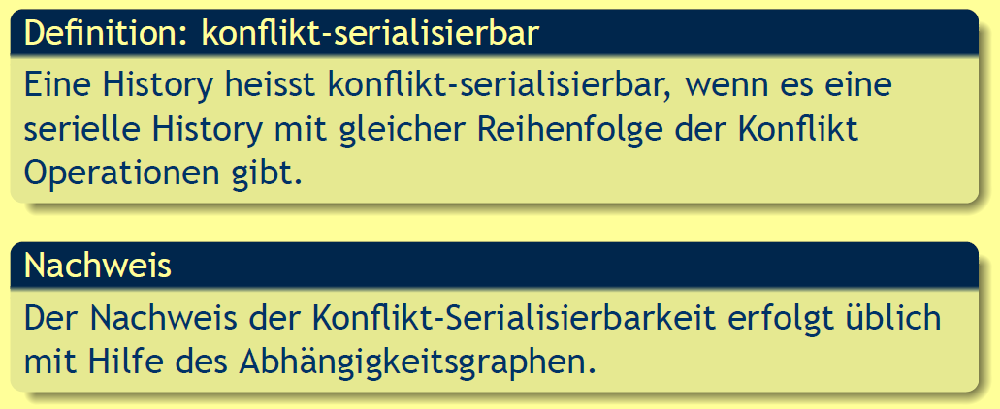 Definition: konflikt-serialisierbar
Eine History heisst konflikt-serialisierbar, wenn es eine
serielle History mit gleicher Reihenfolge der Konflikt
Operationen gibt.
Nachweis
Der Nachweis der Konflikt-Serialisierbarkeit erfolgt üblich
mit Hilfe des Abhängigkeitsgraphen.